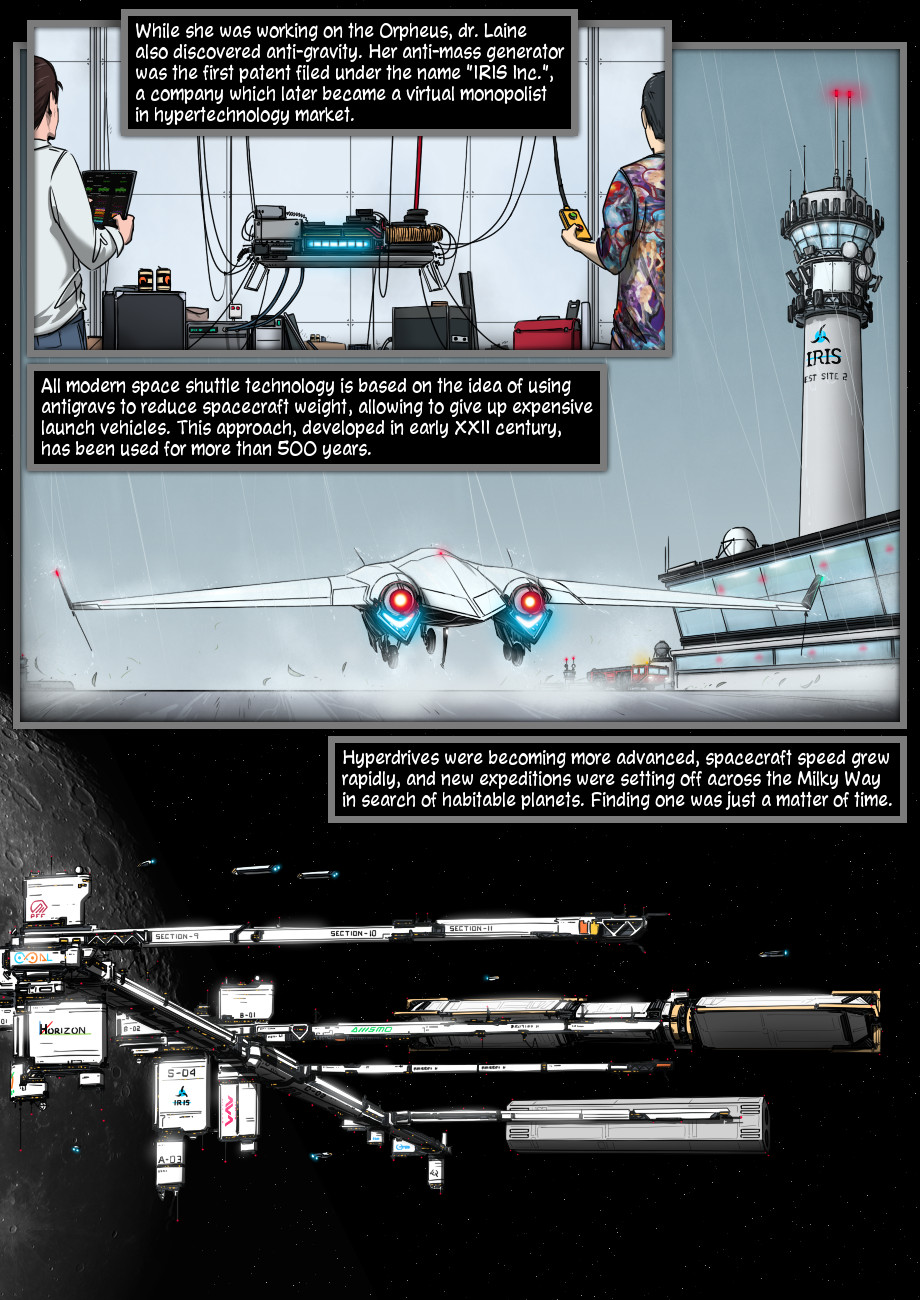 While she was working on the Orpheus, dr. Laine
also discovered anti-gravity. Her anti-mass generator
was the first patent filed under the name "IRIS Inc.",
a company which later became a virtual monopolist
in hypertechnology market.
IRIS
TEST SITE 2
All modern space shuttle technology is based on the idea of using
antigravs to reduce spacecraft weight, allowing to give up expensive
launch vehicles. This approach, developed in early XXII century,
has been used for more than 500 years.
Hyperdrives were becoming more advanced, spacecraft speed grew
rapidly, and new expeditions were setting off across the Milky Way
in search of habitable planets. Finding one was just a matter of time.
SECTION-9
SECTION-10
SECTION-11
B-01
HORIZON
A-02
S-04
IRIS
A-03